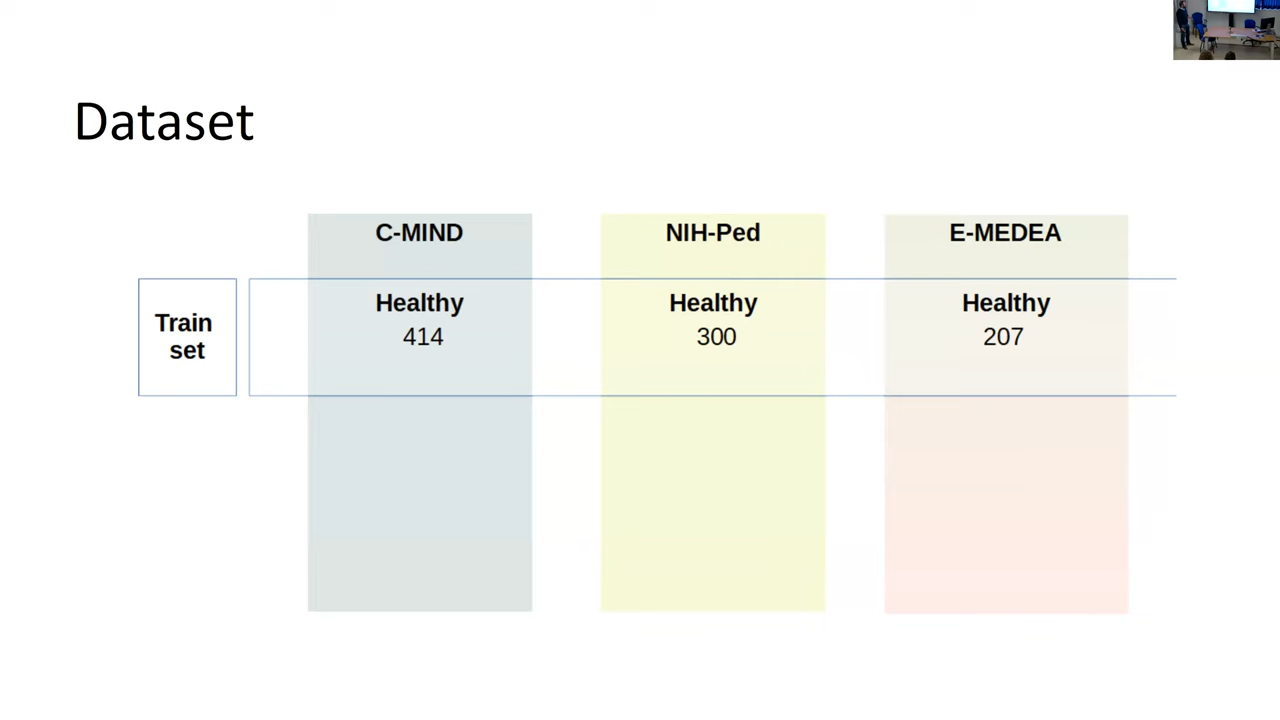 Dataset
C-MIND
NIH-Ped
E-MEDEA
Train
set
Healthy
414
Healthy
300
Healthy
207